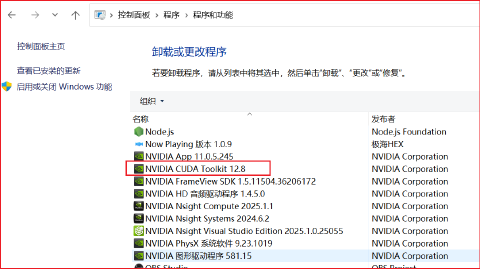 控制面板 > 程序 > 程序和功能
控制面板主页
卸载或更改程序
查看已安装的更新
若要卸载程序，请从列表中将其选中，然后单击"卸载"、"更改"或"修复"。
启用或关闭 Windows 功能
组织
名称 发布者
Node.js Node.js Foundation
Now Playing 版本 1.0.9 极海HEX
NVIDIA App 11.0.5.245 NVIDIA Corporation
NVIDIA CUDA Toolkit 12.8 NVIDIA Corporation
NVIDIA FrameView SDK 1.5.11504.36206172 NVIDIA Corporation
NVIDIA HD 音频驱动程序 1.4.5.0 NVIDIA Corporation
NVIDIA Nsight Compute 2025.1.1 NVIDIA Corporation
NVIDIA Nsight Systems 2024.6.2 NVIDIA Corporation
NVIDIA Nsight Visual Studio Edition 2025.1.0.25055 NVIDIA Corporation
NVIDIA PhysX 系统软件 9.23.1019 NVIDIA Corporation
NVIDIA 图形驱动程序 581.15 NVIDIA Corporation
OBS Studio OBS Project